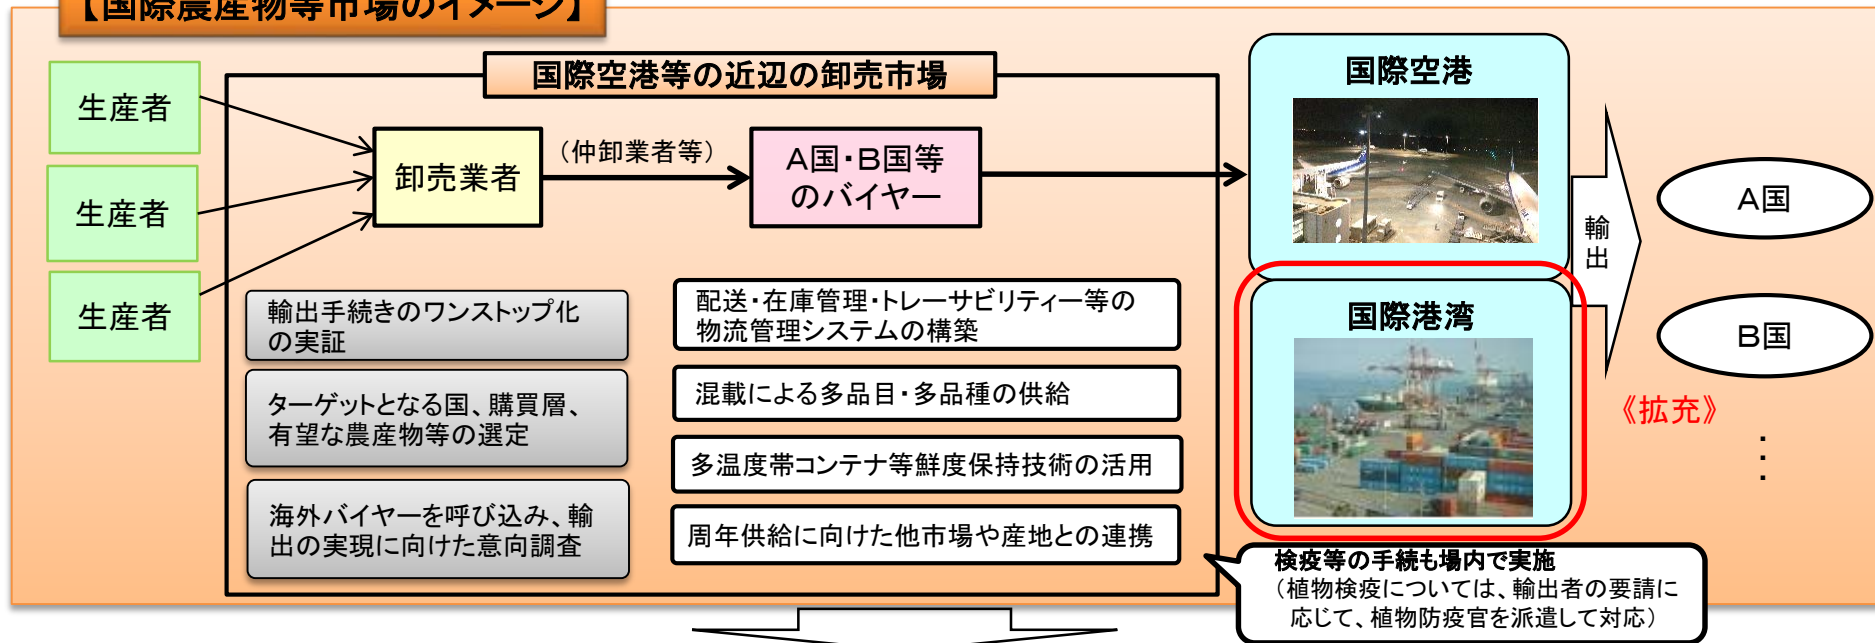 【国際農産物等市場のイメージ】
国際空港等の近辺の卸売市場
生産者
生産者
生産者
卸売業者
（仲卸業者等）
A国・B国等
のバイヤー
輸出手続きのワンストップ化
の実証
ターゲットとなる国、購買層、
有望な農産物等の選定
海外バイヤーを呼び込み、輸
出の実現に向けた意向調査
配送・在庫管理・トレーサビリティー等の
物流管理システムの構築
混載による多品目・多品種の供給
多温度帯コンテナ等鮮度保持技術の活用
周年供給に向けた他市場や産地との連携
国際空港
国際港湾
輸
出
A国
B国
《拡充》
：
・
検疫等の手続も場内で実施
（植物検疫については、輸出者の要請に
応じて、植物防疫官を派遣して対応）